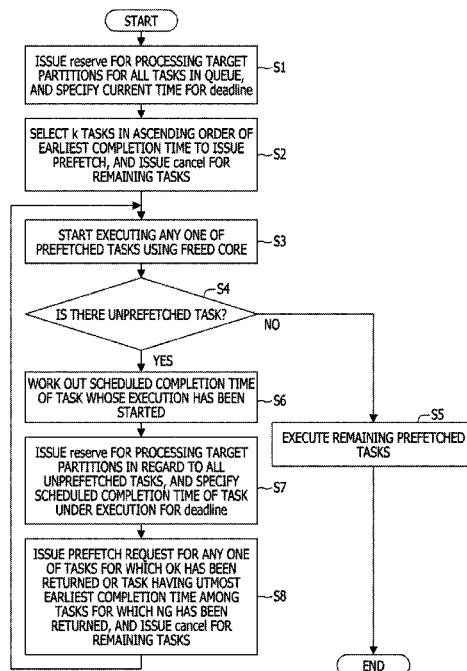 START
ISSUE reserve FOR PROCESSING TARGET
PARTITIONS FOR ALL TASKS IN QUEUE,
AND SPECIFY CURRENT TIME FOR deadline
S1
SELECT k TASKS IN ASCENDING ORDER OF
EARLIEST COMPLETION TIME TO ISSUE
PREFETCH, AND ISSUE cancel FOR
REMAINING TASKS
S2
START EXECUTING ANY ONE OF
PREFETCHED TASKS USING FREED CORE
S3
S4
IS THERE UNPREFETCHED TASK?
NO
YES
WORK OUT SCHEDULED COMPLETION TIME
OF TASK WHOSE EXECUTION HAS BEEN
STARTED
S6
S5
EXECUTE REMAINING PREFETCHED
TASKS
ISSUE reserve FOR PROCESSING TARGET
PARTITIONS IN REGARD TO ALL
UNPREFETCHED TASKS, AND SPECIFY
SCHEDULED COMPLETION TIME OF TASK
UNDER EXECUTION FOR deadline
S7
ISSUE PREFETCH REQUEST FOR ANY ONE
OF TASKS FOR WHICH OK HAS BEEN
RETURNED OR TASK HAVING UTMOST
EARLIEST COMPLETION TIME AMONG
TASKS FOR WHICH NG HAS BEEN
RETURNED, AND ISSUE cancel FOR
REMAINING TASKS
S8
END